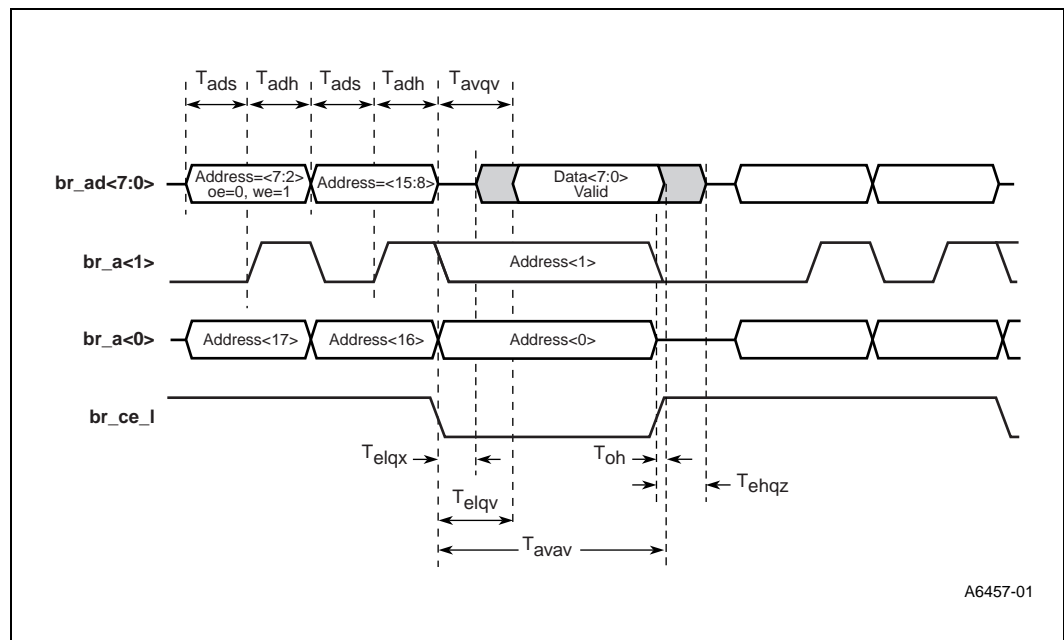 Tads Tadh Tads Tadh Tavqv
br_ad<7:0>
Address=<7:2>
oe=0, we=1
Address=<15:8>
Data<7:0>
Valid
br_a<1>
Address<1>
br_a<0>
Address<17>
Address<16>
Address<0>
br_ce_l
Telqx
Toh
Tehqz
Telqv
Tavav
A6457-01